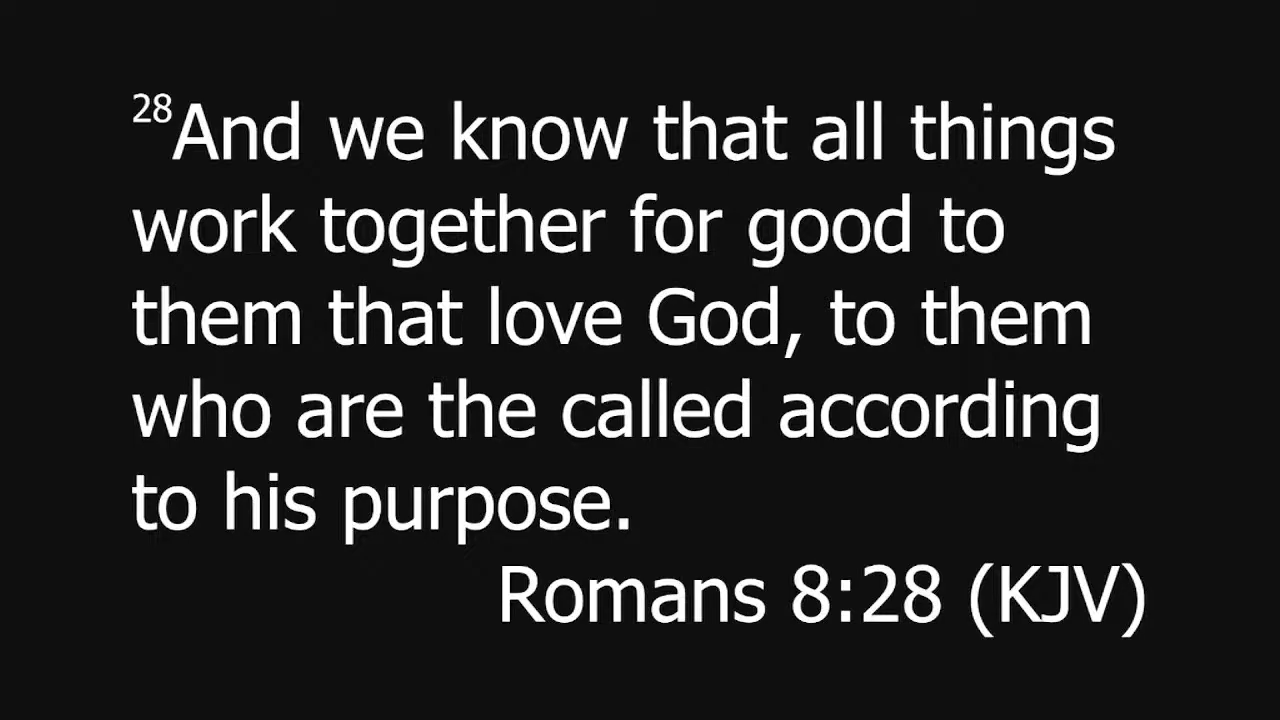 28And we know that all things
work together for good to
them that love God, to them
who are the called according
to his purpose.
Romans 8:28 (KJV)